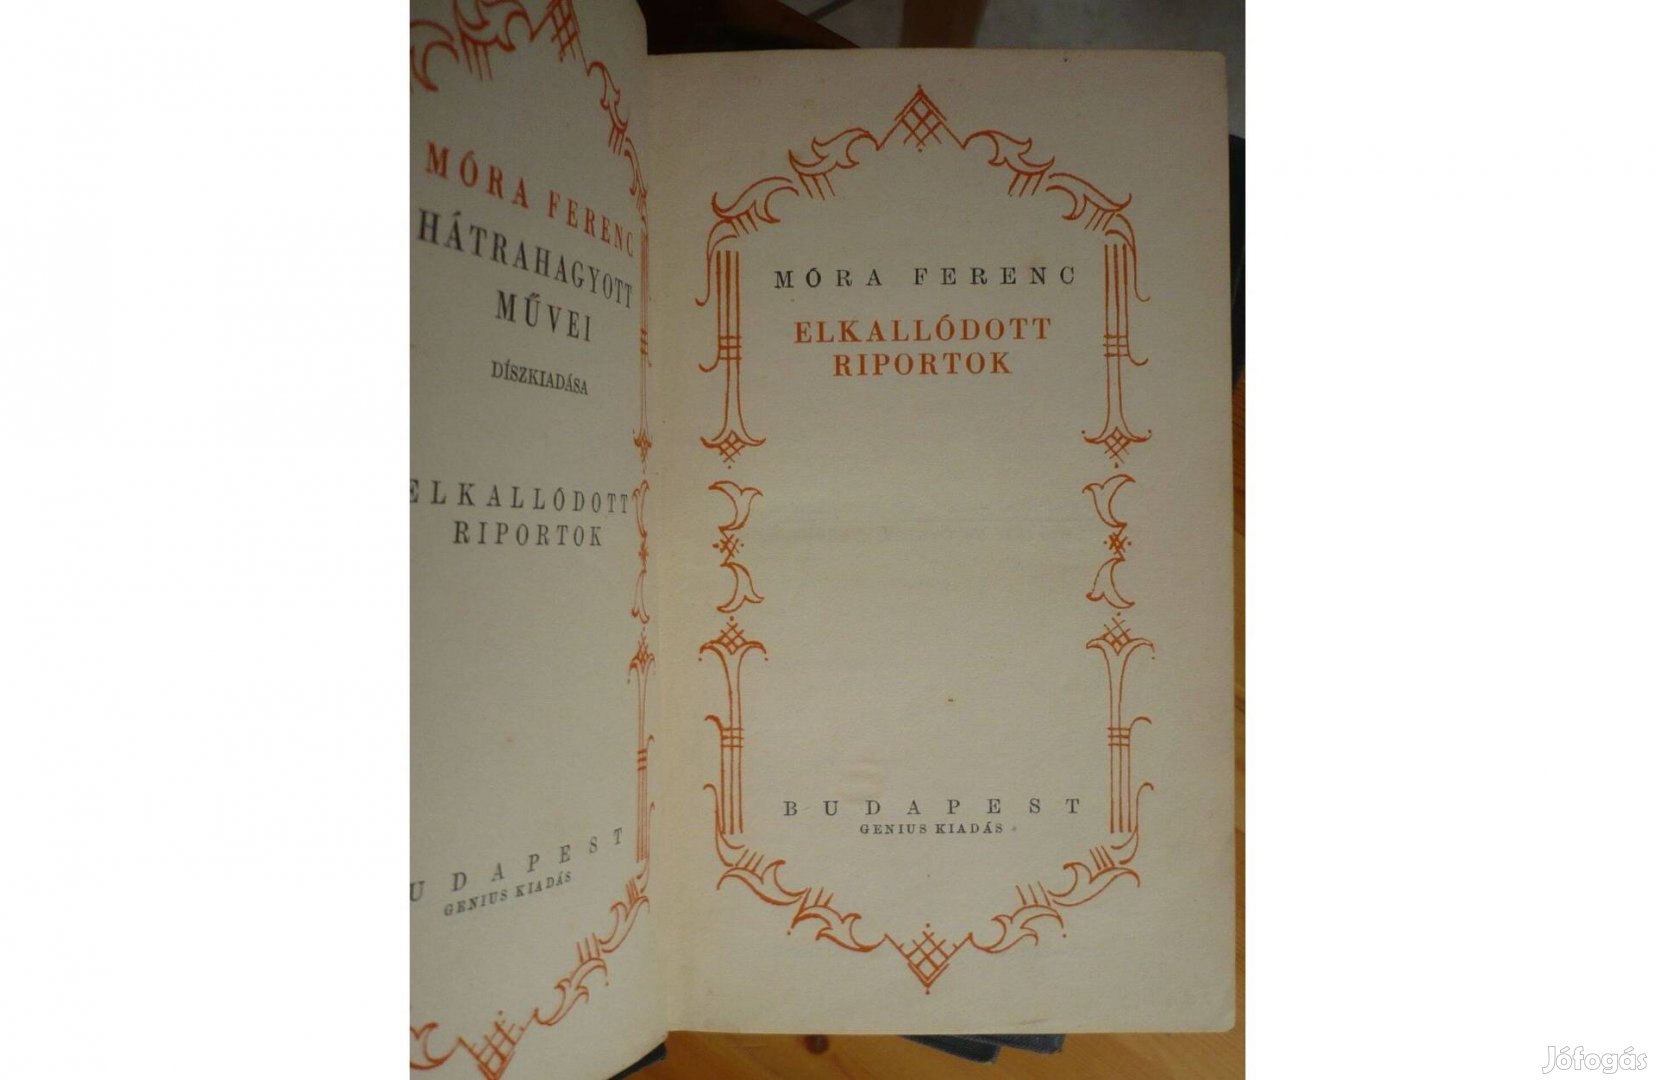 MÓRA FERENC
HÁTRAHAGYOTT
MŰVEI
DÍSZKIADÁSA
ELKALLÓDOTT
RIPORTOK
UDAPEST
GENIUS KIADÁS
MÓRA FERENC
ELKALLÓDOTT
RIPORTOK
BUDAPEST
GENIUS KIADÁS
Jófogás